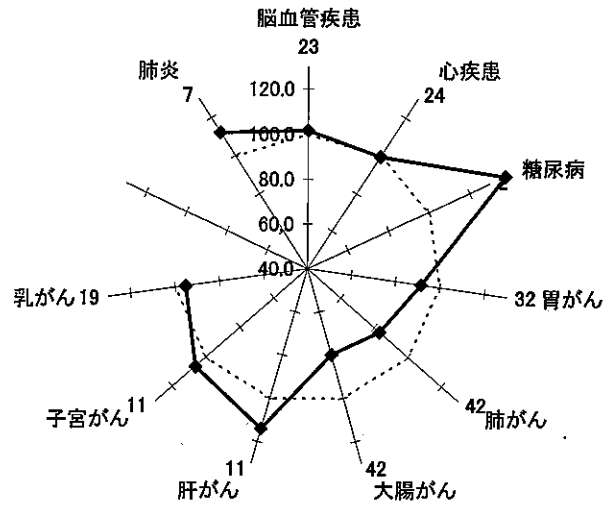 脳血管疾患
23
肺炎
7
心疾患
24
120.0
100.0
80.0
60.0
40.0
糖尿病
2
乳がん 19
32 胃がん
子宮がん 11
42 肺がん
11
肝がん
42
大腸がん